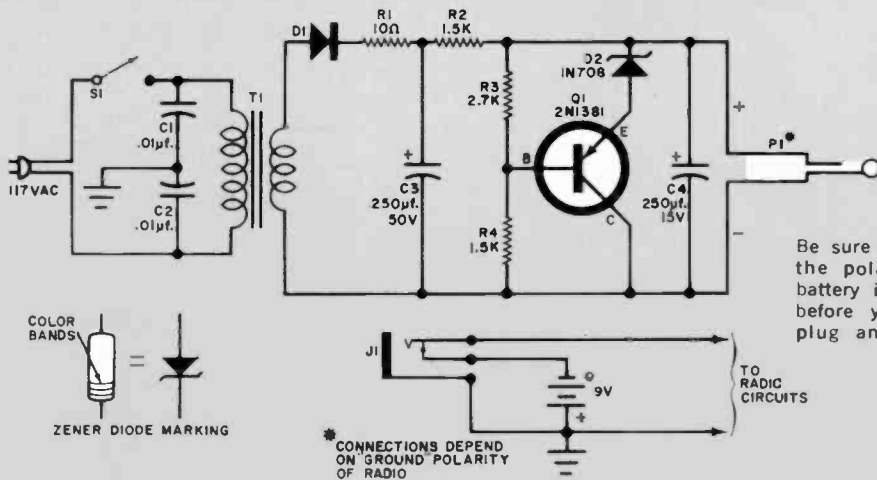 D1
R1
10Ω
R2
1.5K
S1
C1
.01µf.
T1
R3
2.7K
D2
1N708
Q1
2N1381
E
B
C
+
P1*
117VAC
C2
.01µf.
+
C3
250µf.
50V
R4
1.5K
+
C4
250µf.
15V
−
Be sure
the pola
battery i
before y
plug an
COLOR
BANDS
=
ZENER DIODE MARKING
J1
9V
+
TO
RADIC
CIRCUITS
* CONNECTIONS DEPEND
ON "GROUND" POLARITY
OF RADIO